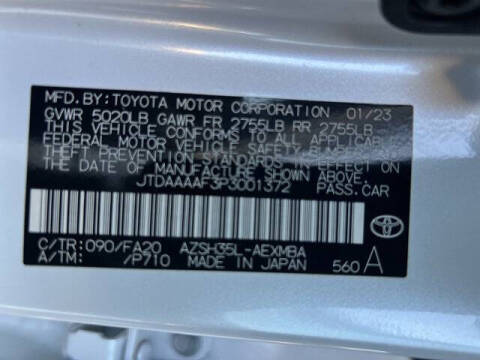 MFD.BY:TOYOTA MOTOR CORPORATION 01/23
GVWR 5020LB GAWR FR 2755LB RR 2755LB
THIS VEHICLE CONFORMS TO ALL APPLICABLE
FEDERAL MOTOR VEHICLE SAFETY AND
THEFT PREVENTION STANDARDS IN EFFECT ON
THE DATE OF MANUFACTURE SHOWN ABOVE.
JTDAAAAF3P3001372 PASS.CAR
C/TR:090/FA20 AZSH35L-AEXMBA
A/TM: /P710 MADE IN JAPAN 560 A